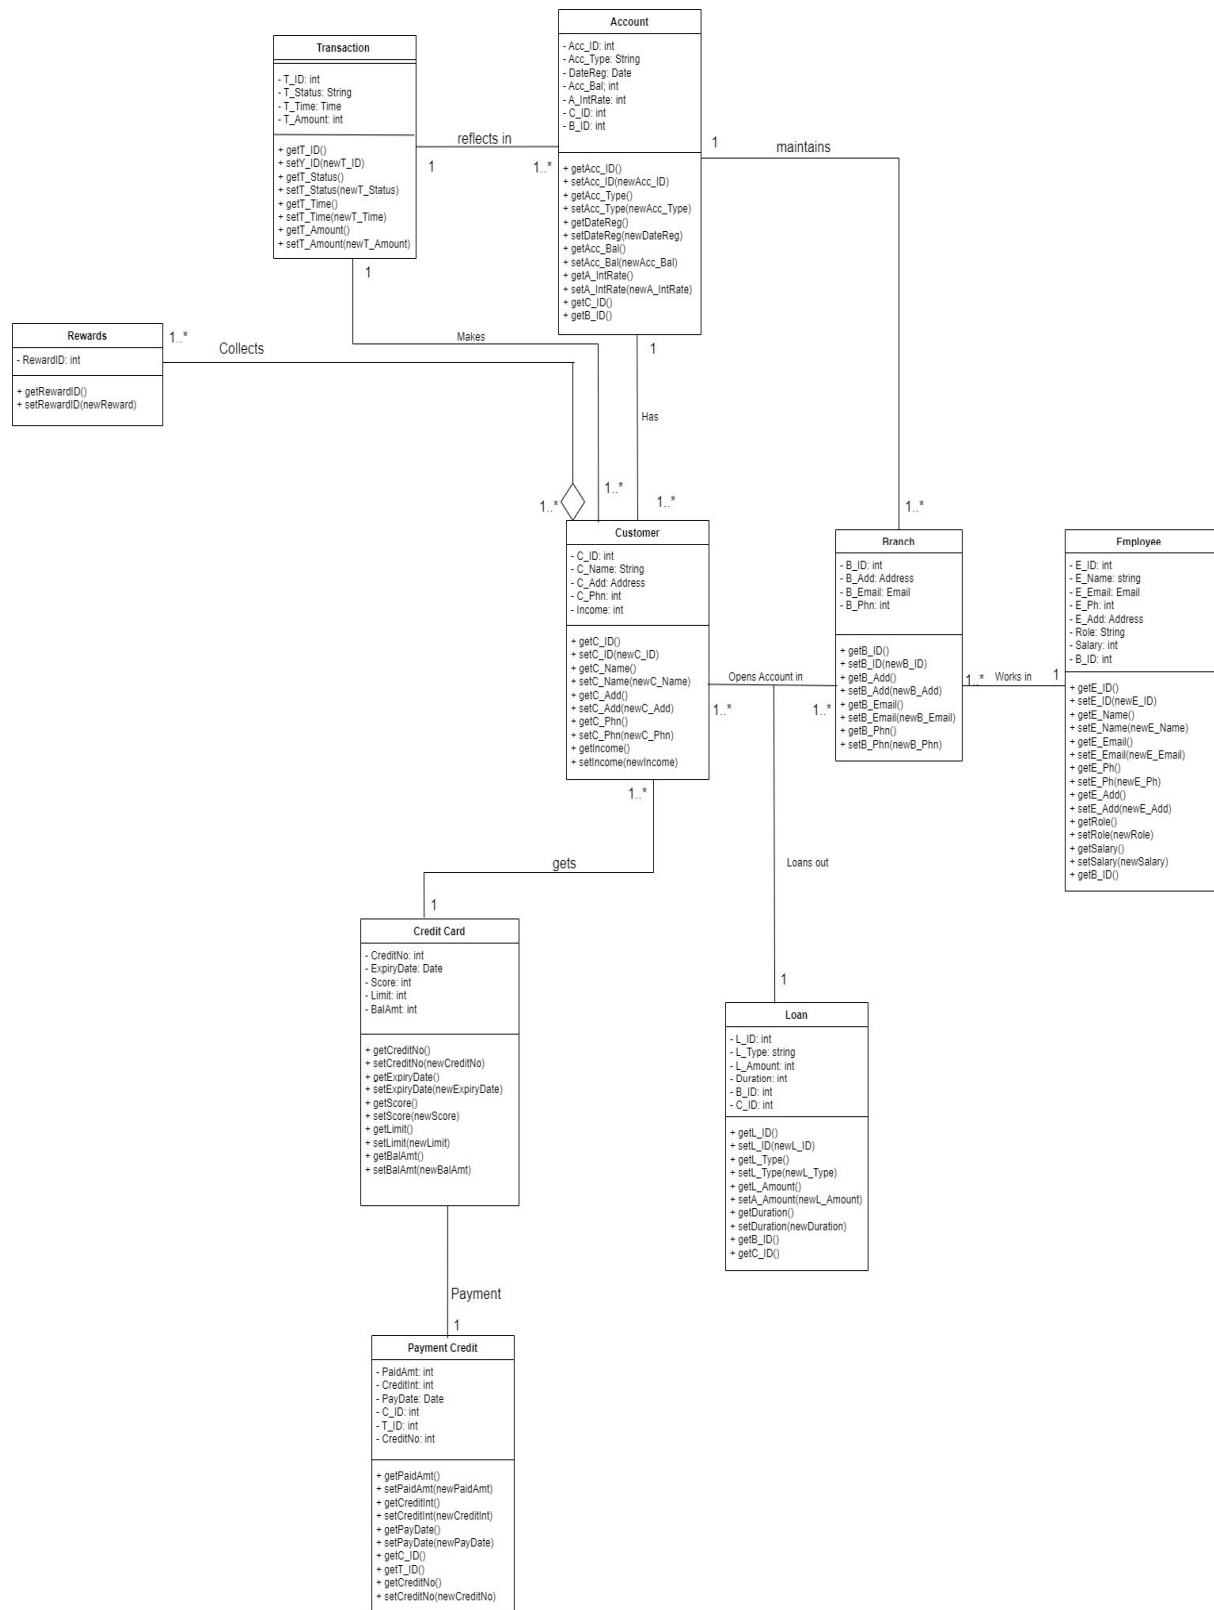 Account
- Acc_ID: int
- Acc_Type: String
- DateReg: Date
- Acc_Bal; int
- A_IntRate: int
- C_ID: int
- B_ID: int
+ getAcc_ID()
+ setAcc_ID(newAcc_ID)
+ getAcc_Type()
+ setAcc_Type(newAcc_Type)
+ getDateReg()
+ setDateReg(newDateReg)
+ getAcc_Bal()
+ setAcc_Bal(newAcc_Bal)
+ getA_IntRate()
+ setA_IntRate(newA_IntRate)
+ getC_ID()
+ getB_ID()
Transaction
- T_ID: int
- T_Status: String
- T_Time: Time
- T_Amount: int
+ getT_ID()
+ setY_ID(newT_ID)
+ getT_Status()
+ setT_Status(newT_Status)
+ getT_Time()
+ setT_Time(newT_Time)
+ getT_Amount()
+ setT_Amount(newT_Amount)
reflects in
1
1..*
1
maintains
1..*
1
Makes
1..*
1
Has
1..*
Rewards
- RewardID: int
+ getRewardID()
+ setRewardID(newReward)
1..*
Collects
1..*
Customer
- C_ID: int
- C_Name: String
- C_Add: Address
- C_Phn: int
- Income: int
+ getC_ID()
+ setC_ID(newC_ID)
+ getC_Name()
+ setC_Name(newC_Name)
+ getC_Add()
+ setC_Add(newC_Add)
+ getC_Phn()
+ setC_Phn(newC_Phn)
+ getIncome()
+ setIncome(newIncome)
Branch
- B_ID: int
- B_Add: Address
- B_Email: Email
- B_Phn: int
+ getB_ID()
+ setB_ID(newB_ID)
+ getB_Add()
+ setB_Add(newB_Add)
+ getB_Email()
+ setB_Email(newB_Email)
+ getB_Phn()
+ setB_Phn(newB_Phn)
Employee
- E_ID: int
- E_Name: string
- E_Email: Email
- E_Ph: int
- E_Add: Address
- Role: String
- Salary: int
- B_ID: int
+ getE_ID()
+ setE_ID(newE_ID)
+ getE_Name()
+ setE_Name(newE_Name)
+ getE_Email()
+ setE_Email(newE_Email)
+ getE_Ph()
+ setE_Ph(newE_Ph)
+ getE_Add()
+ setE_Add(newE_Add)
+ getRole()
+ setRole(newRole)
+ getSalary()
+ setSalary(newSalary)
+ getB_ID()
Opens Account in
1..*
1..*
1..*
Works in
1
Loans out
1
1..*
gets
1
Credit Card
- CreditNo: int
- ExpiryDate: Date
- Score: int
- Limit: int
- BalAmt: int
+ getCreditNo()
+ setCreditNo(newCreditNo)
+ getExpiryDate()
+ setExpiryDate(newExpiryDate)
+ getScore()
+ setScore(newScore)
+ getLimit()
+ setLimit(newLimit)
+ getBalAmt()
+ setBalAmt(newBalAmt)
Loan
- L_ID: int
- L_Type: string
- L_Amount: int
- Duration: int
- B_ID: int
- C_ID: int
+ getL_ID()
+ setL_ID(newL_ID)
+ getL_Type()
+ setL_Type(newL_Type)
+ getL_Amount()
+ setA_Amount(newL_Amount)
+ getDuration()
+ setDuration(newDuration)
+ getB_ID()
+ getC_ID()
Payment
1
Payment Credit
- PaidAmt: int
- CreditInt: int
- PayDate: Date
- C_ID: int
- T_ID: int
- CreditNo: int
+ getPaidAmt()
+ setPaidAmt(newPaidAmt)
+ getCreditInt()
+ setCreditInt(newCreditInt)
+ getPayDate()
+ setPayDate(newPayDate)
+ getC_ID()
+ getT_ID()
+ getCreditNo()
+ setCreditNo(newCreditNo)